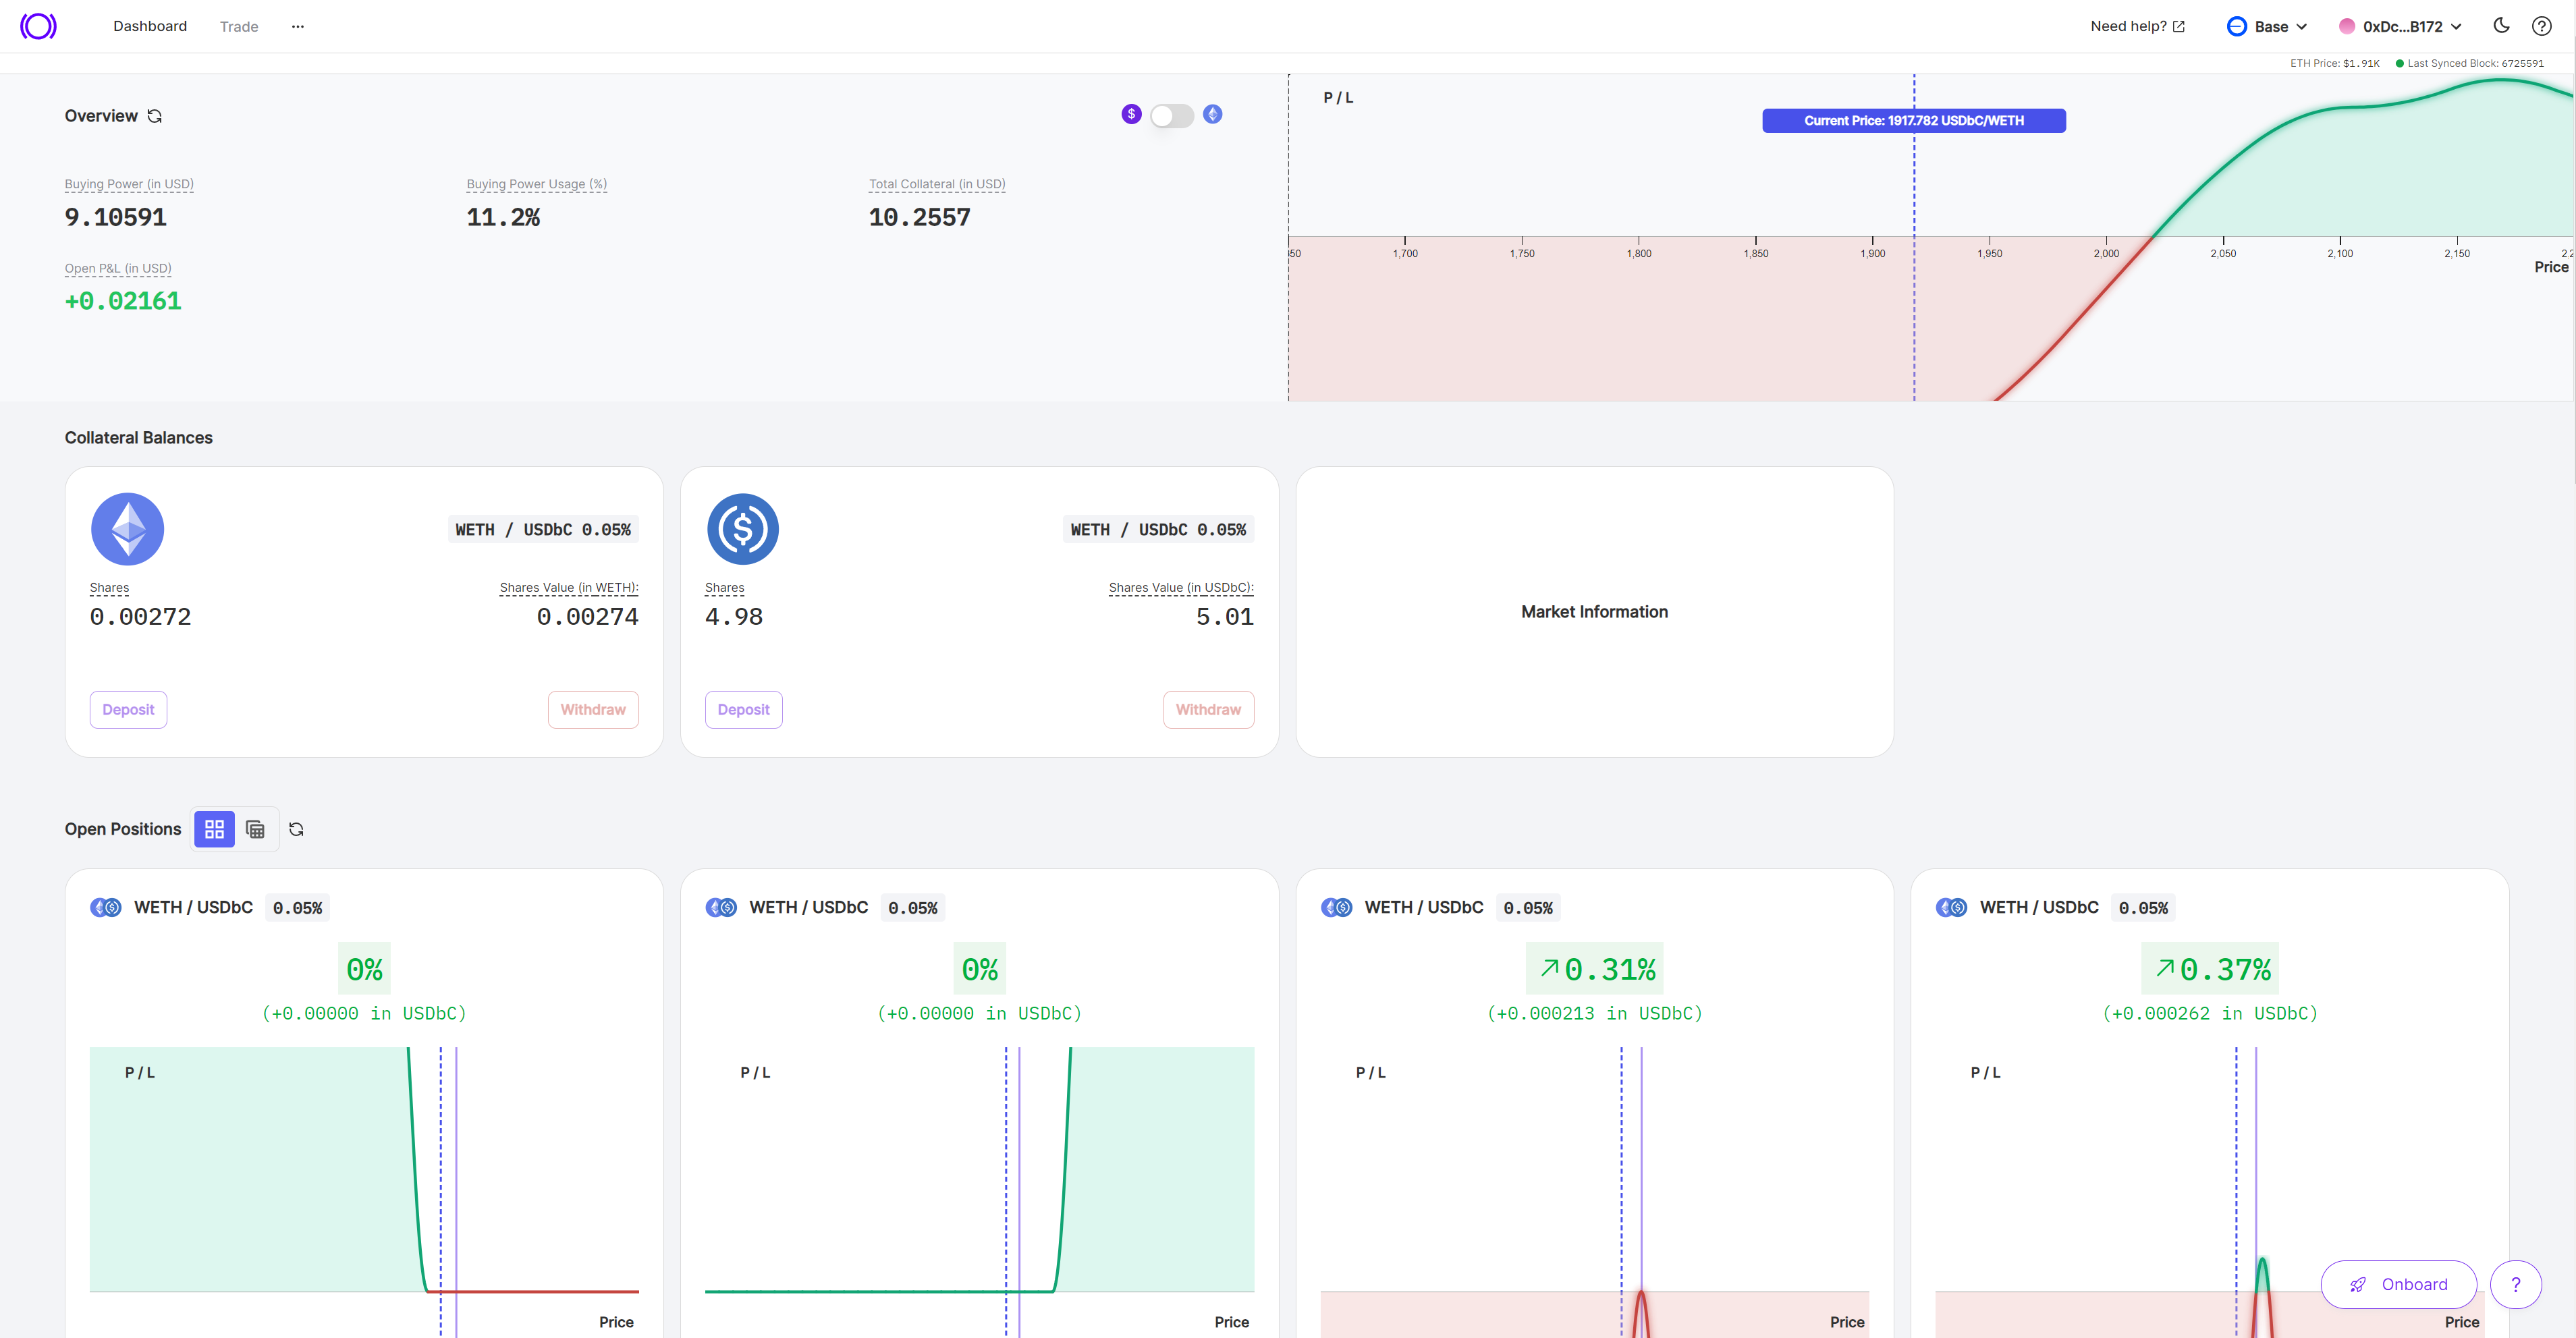 Dashboard Trade ...
Need help? Base 0xDc...B172
ETH Price: $1.91K Last Synced Block: 6725591
Overview
$
Buying Power (in USD) Buying Power Usage (%) Total Collateral (in USD)
9.10591 11.2% 10.2557
Open P&L (in USD)
+0.02161
P / L
Current Price: 1917.782 USDbC/WETH
1,700 1,750 1,800 1,850 1,900 1,950 2,000 2,050 2,100 2,150
Price
Collateral Balances
WETH / USDbC 0.05%
Shares Shares Value (in WETH):
0.00272 0.00274
Deposit Withdraw
WETH / USDbC 0.05%
Shares Shares Value (in USDbC):
4.98 5.01
Deposit Withdraw
Market Information
Open Positions
WETH / USDbC 0.05%
0%
(+0.00000 in USDbC)
P / L
Price
WETH / USDbC 0.05%
0%
(+0.00000 in USDbC)
P / L
Price
WETH / USDbC 0.05%
0.31%
(+0.000213 in USDbC)
P / L
Price
WETH / USDbC 0.05%
0.37%
(+0.000262 in USDbC)
P / L
Price
Onboard ?